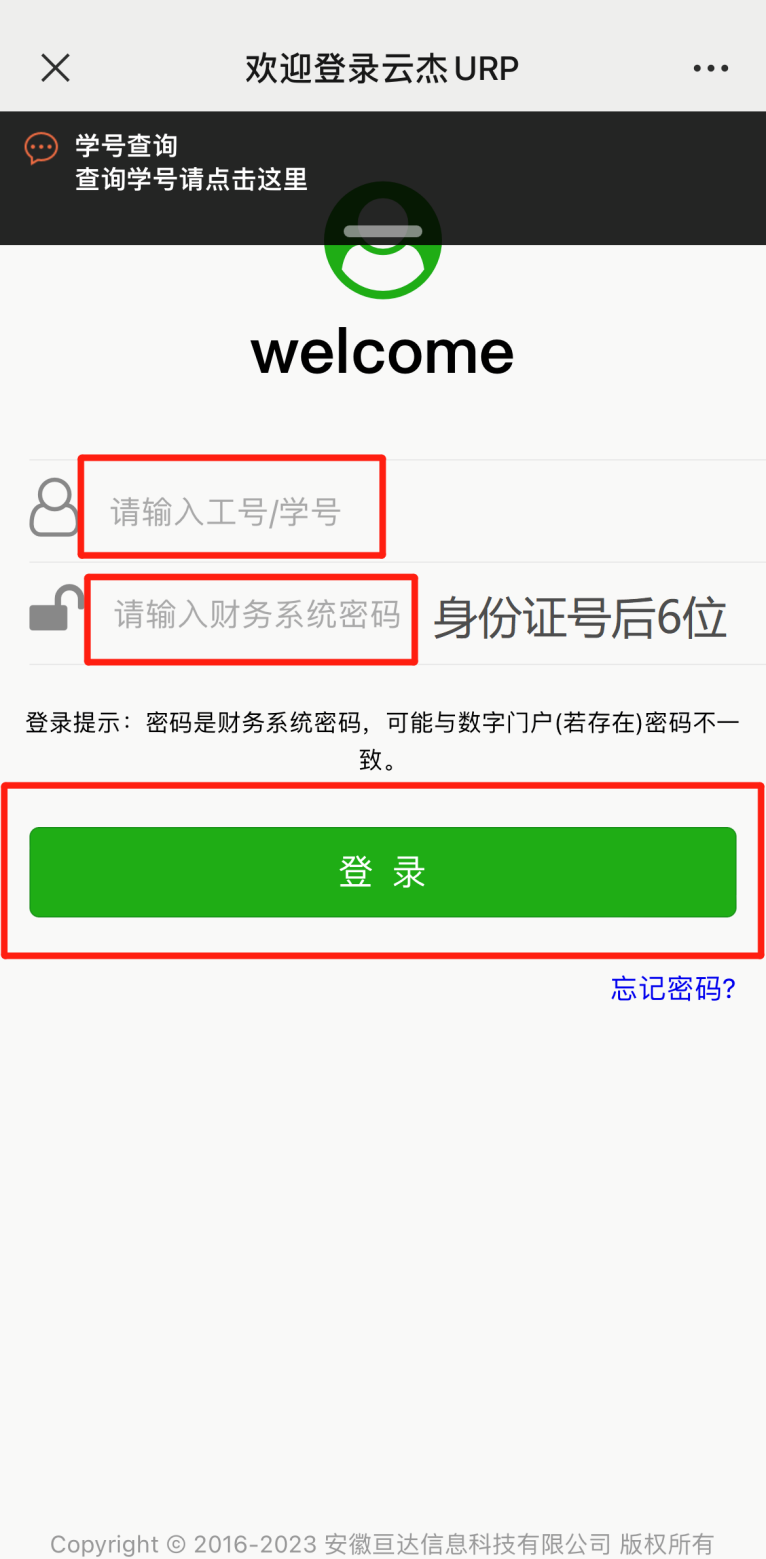 欢迎登录云杰URP
学号查询
查询学号请点击这里
welcome
请输入工号/学号
请输入财务系统密码 身份证号后6位
登录提示：密码是财务系统密码，可能与数字门户(若存在)密码不一
致。
登 录
忘记密码?
Copyright © 2016-2023 安徽亘达信息科技有限公司 版权所有